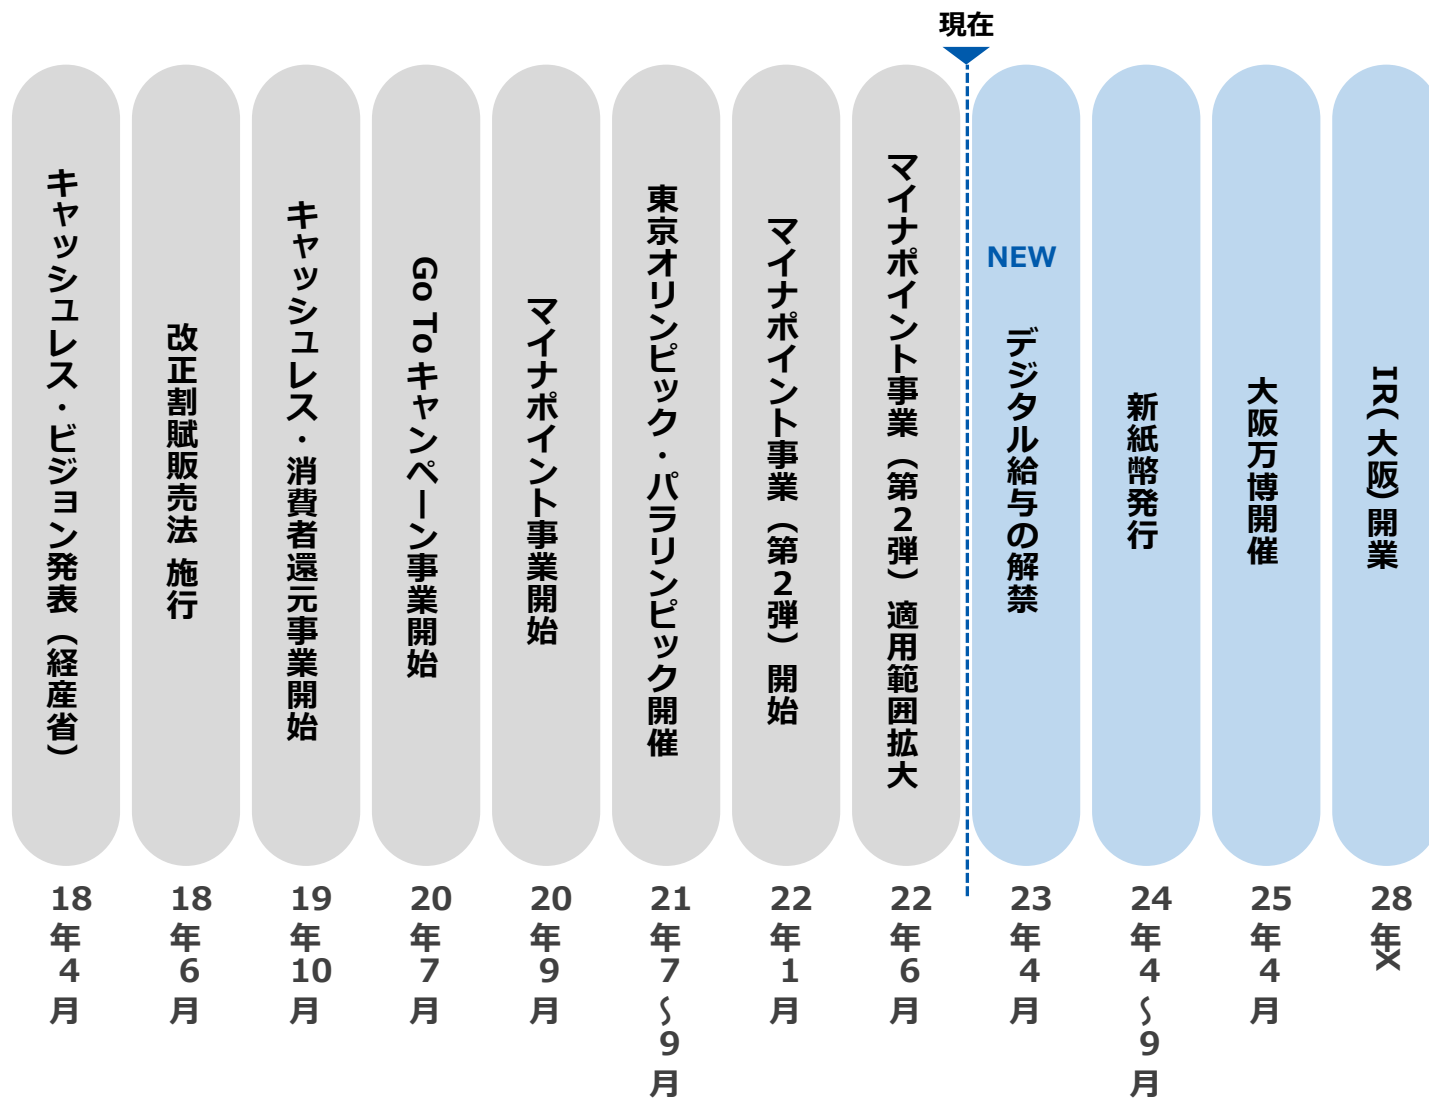 現在
キャッシュレス・ビジョン発表（経産省）
18年4月
改正割賦販売法 施行
18年6月
キャッシュレス・消費者還元事業開始
19年10月
Go To キャンペーン事業開始
20年7月
マイナポイント事業開始
20年9月
東京オリンピック・パラリンピック開催
21年7～9月
マイナポイント事業（第2弾）開始
22年1月
マイナポイント事業（第2弾）適用範囲拡大
22年6月
NEW
デジタル給与の解禁
23年4月
新紙幣発行
24年4～9月
大阪万博開催
25年4月
IR(大阪)開業
28年X